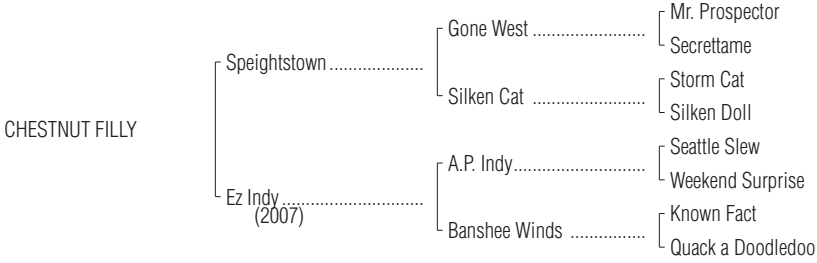 Mr. Prospector
Gone West ........................
Secrettame
Speightstown ....................
Storm Cat
Silken Cat ........................
Silken Doll
CHESTNUT FILLY
Seattle Slew
A.P. Indy............................
Weekend Surprise
Ez Indy ..............................
(2007)
Known Fact
Banshee Winds ................
Quack a Doodledoo